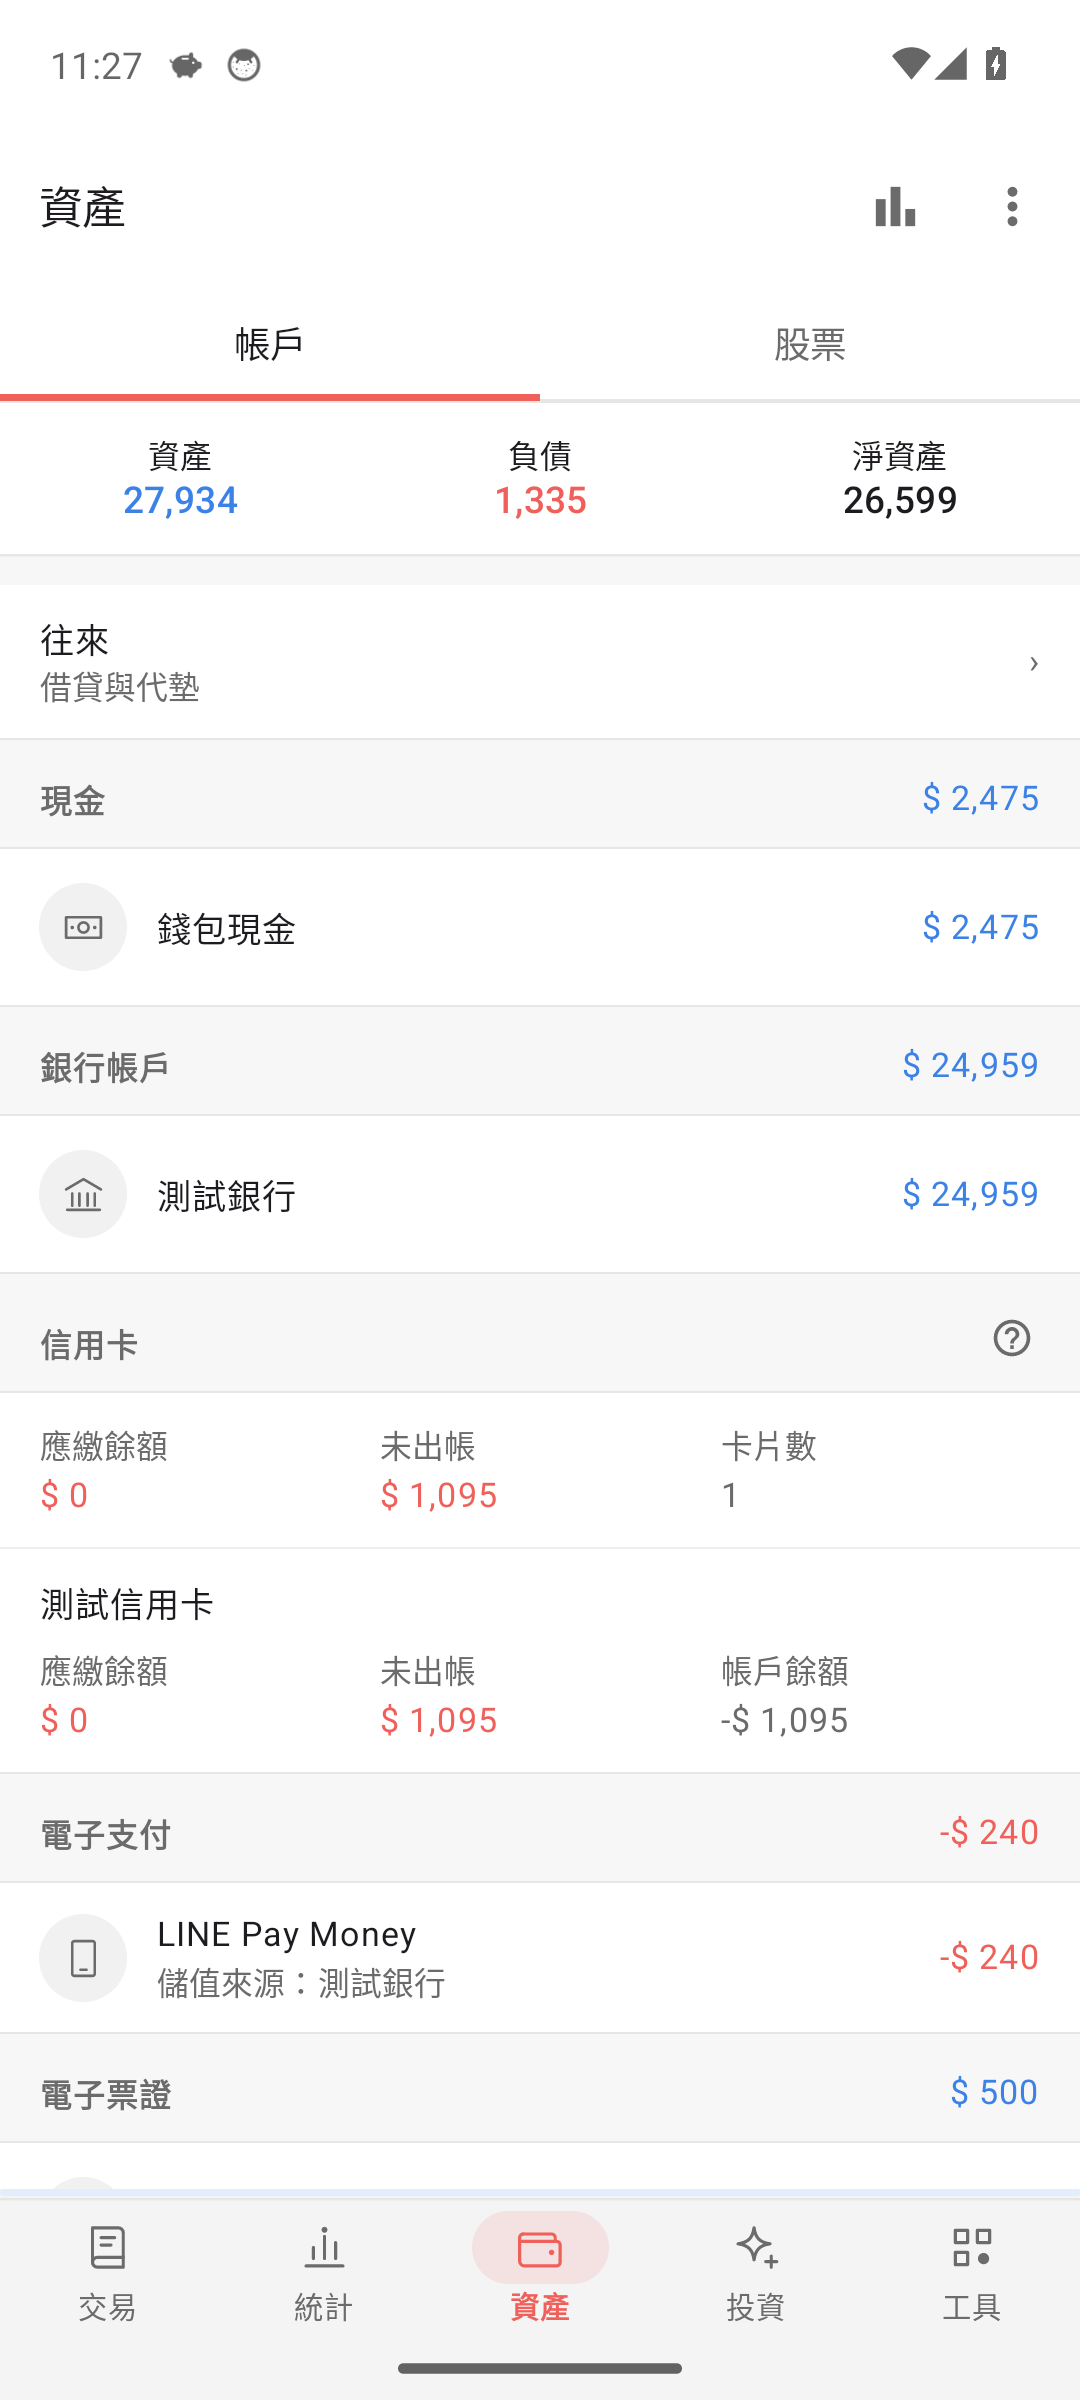 11:27
資產
帳戶 股票
資產 負債 淨資產
27,934 1,335 26,599
往來
借貸與代墊
現金 $ 2,475
錢包現金 $ 2,475
銀行帳戶 $ 24,959
測試銀行 $ 24,959
信用卡
應繳餘額 未出帳 卡片數
$ 0 $ 1,095 1
測試信用卡
應繳餘額 未出帳 帳戶餘額
$ 0 $ 1,095 -$ 1,095
電子支付 -$ 240
LINE Pay Money
儲值來源：測試銀行 -$ 240
電子票證 $ 500
交易 統計 資產 投資 工具